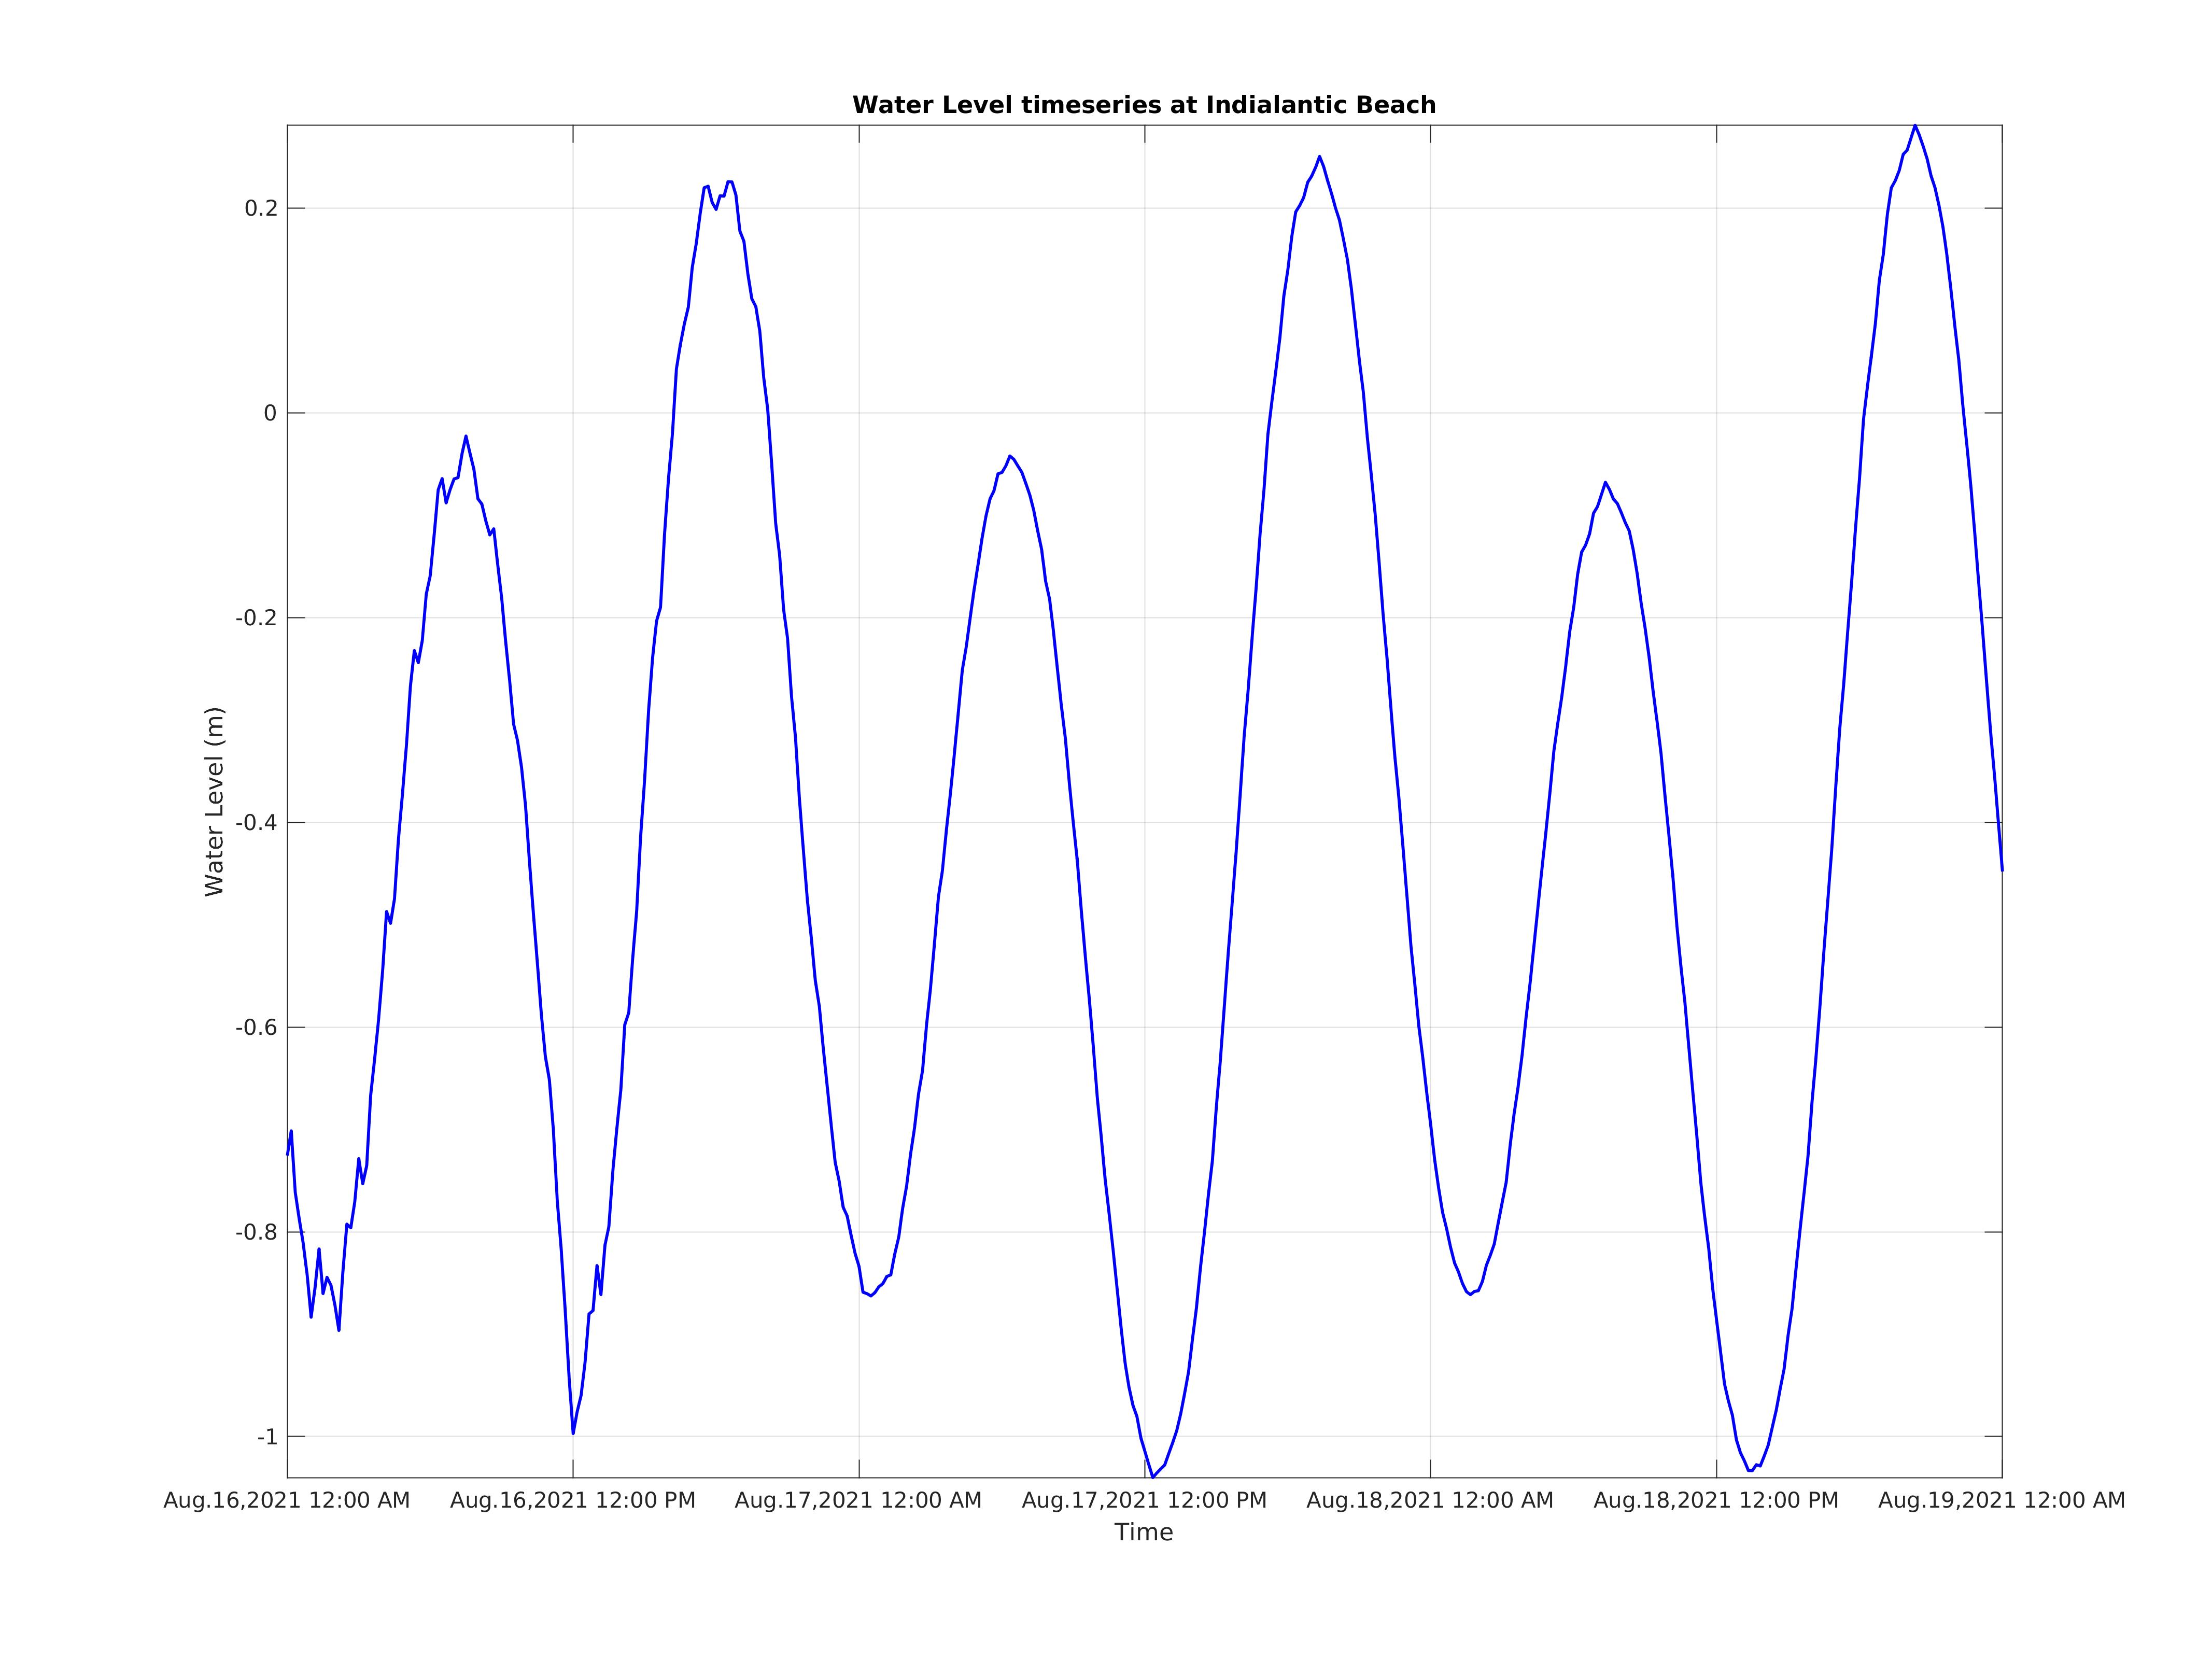 Water Level timeseries at Indialantic Beach
0.2
0
-0.2
-0.4
-0.6
-0.8
-1
Water Level (m)
Aug.16,2021 12:00 AM
Aug.16,2021 12:00 PM
Aug.17,2021 12:00 AM
Aug.17,2021 12:00 PM
Aug.18,2021 12:00 AM
Aug.18,2021 12:00 PM
Aug.19,2021 12:00 AM
Time